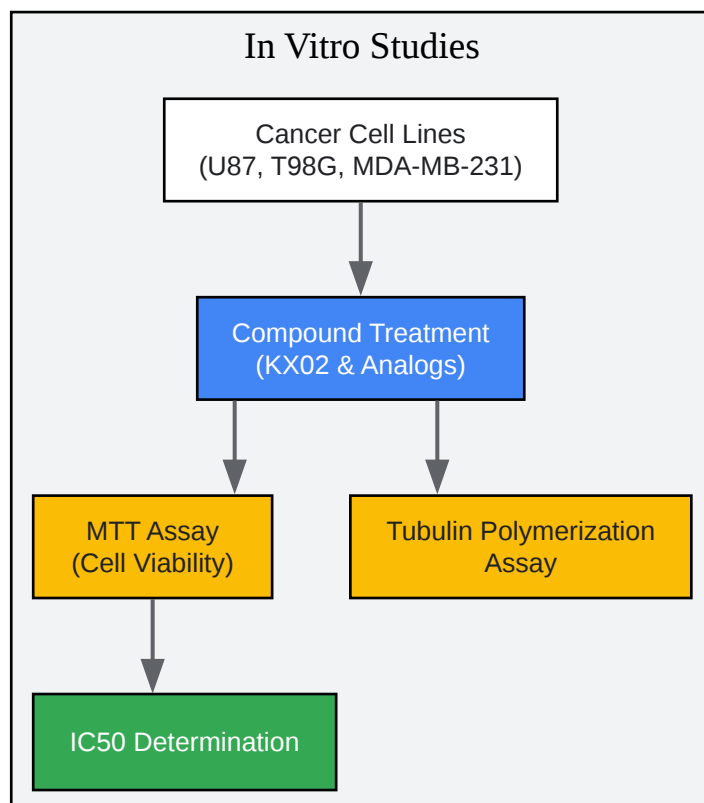 In Vitro Studies
Cancer Cell Lines
(U87, T98G, MDA-MB-231)
Compound Treatment
(KX02 & Analogs)
MTT Assay
(Cell Viability)
Tubulin Polymerization
Assay
IC50 Determination